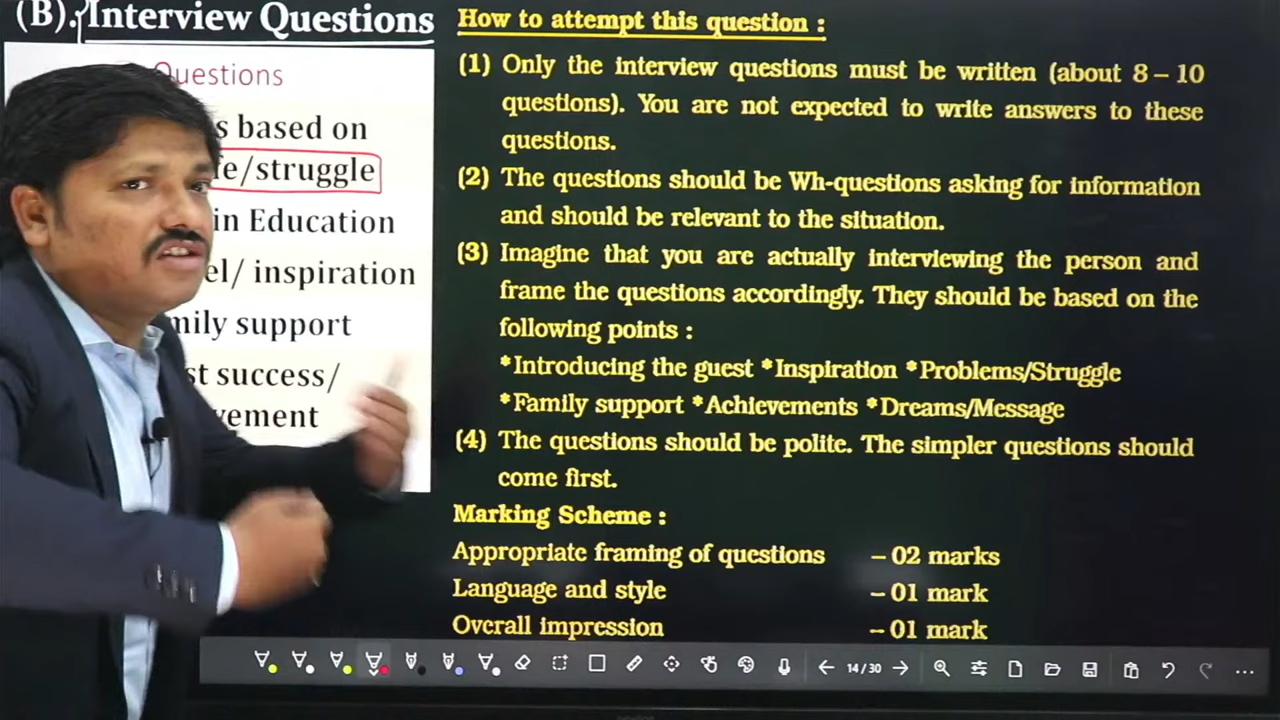 (B). Interview Questions
Questions
based on
/struggle
in Education
inspiration
support
success/
How to attempt this question :
(1) Only the interview questions must be written (about 8 – 10
questions). You are not expected to write answers to these
questions.
(2) The questions should be Wh-questions asking for information
and should be relevant to the situation.
(3) Imagine that you are actually interviewing the person and
frame the questions accordingly. They should be based on the
following points :
*Introducing the guest *Inspiration *Problems/Struggle
*Family support *Achievements *Dreams/Message
(4) The questions should be polite. The simpler questions should
come first.
Marking Scheme :
Appropriate framing of questions – 02 marks
Language and style – 01 mark
Overall impression – 01 mark
14/30